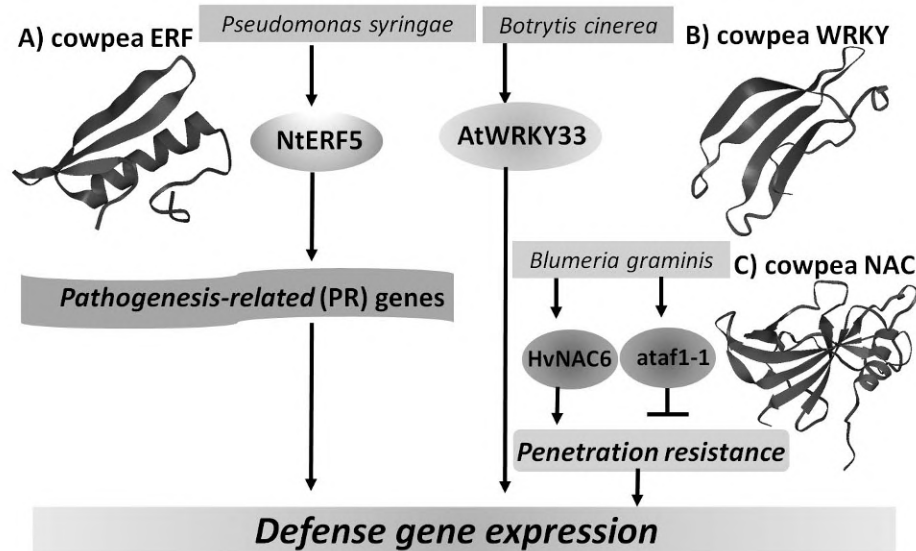 A) cowpea ERF
Pseudomonas syringae
Botrytis cinerea
B) cowpea WRKY
NtERF5
AtWRKY33
Blumeria graminis
C) cowpea NAC
Pathogenesis-related (PR) genes
HvNAC6
ataf1-1
Penetration resistance
Defense gene expression